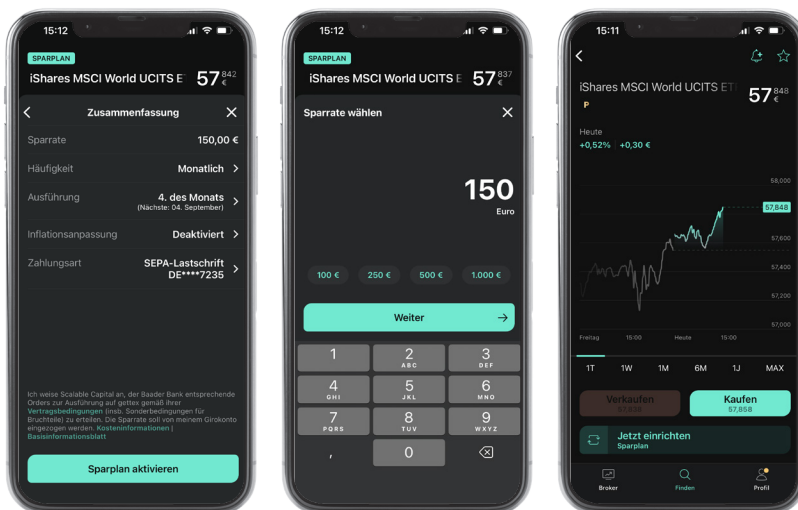 15:12
SPARPLAN
iShares MSCI World UCITS E 57 842 €
Zusammenfassung
Sparrate 150,00 €
Häufigkeit Monatlich
Ausführung 4. des Monats
(Nächste: 04. September)
Inflationsanpassung Deaktiviert
Zahlungsart SEPA-Lastschrift
DE****7235
Ich weise Scalable Capital an, der Baader Bank entsprechende
Orders zur Ausführung auf gettex gemäß ihrer
Vertragsbedingungen (insb. Sonderbedingungen für
Bruchteile) zu erteilen. Die Sparrate soll von meinem Girokonto
eingezogen werden. Kosteninformationen |
Basisinformationsblatt
Sparplan aktivieren
15:12
SPARPLAN
iShares MSCI World UCITS E 57 837 €
Sparrate wählen
150
Euro
100 € 250 € 500 € 1.000 €
Weiter
1 2 3
ABC DEF
4 5 6
GHI JKL MNO
7 8 9
PQRS TUV WXYZ
, 0
15:11
iShares MSCI World UCITS ET 57 848 €
P
Heute
+0,52% +0,30 €
58,000
57,848
57,600
57,400
57,200
57,000
Freitag 15:00 Heute 15:00
1T 1W 1M 6M 1J MAX
Verkaufen Kaufen
57,838 57,858
Jetzt einrichten
Sparplan
Broker Finden Profil